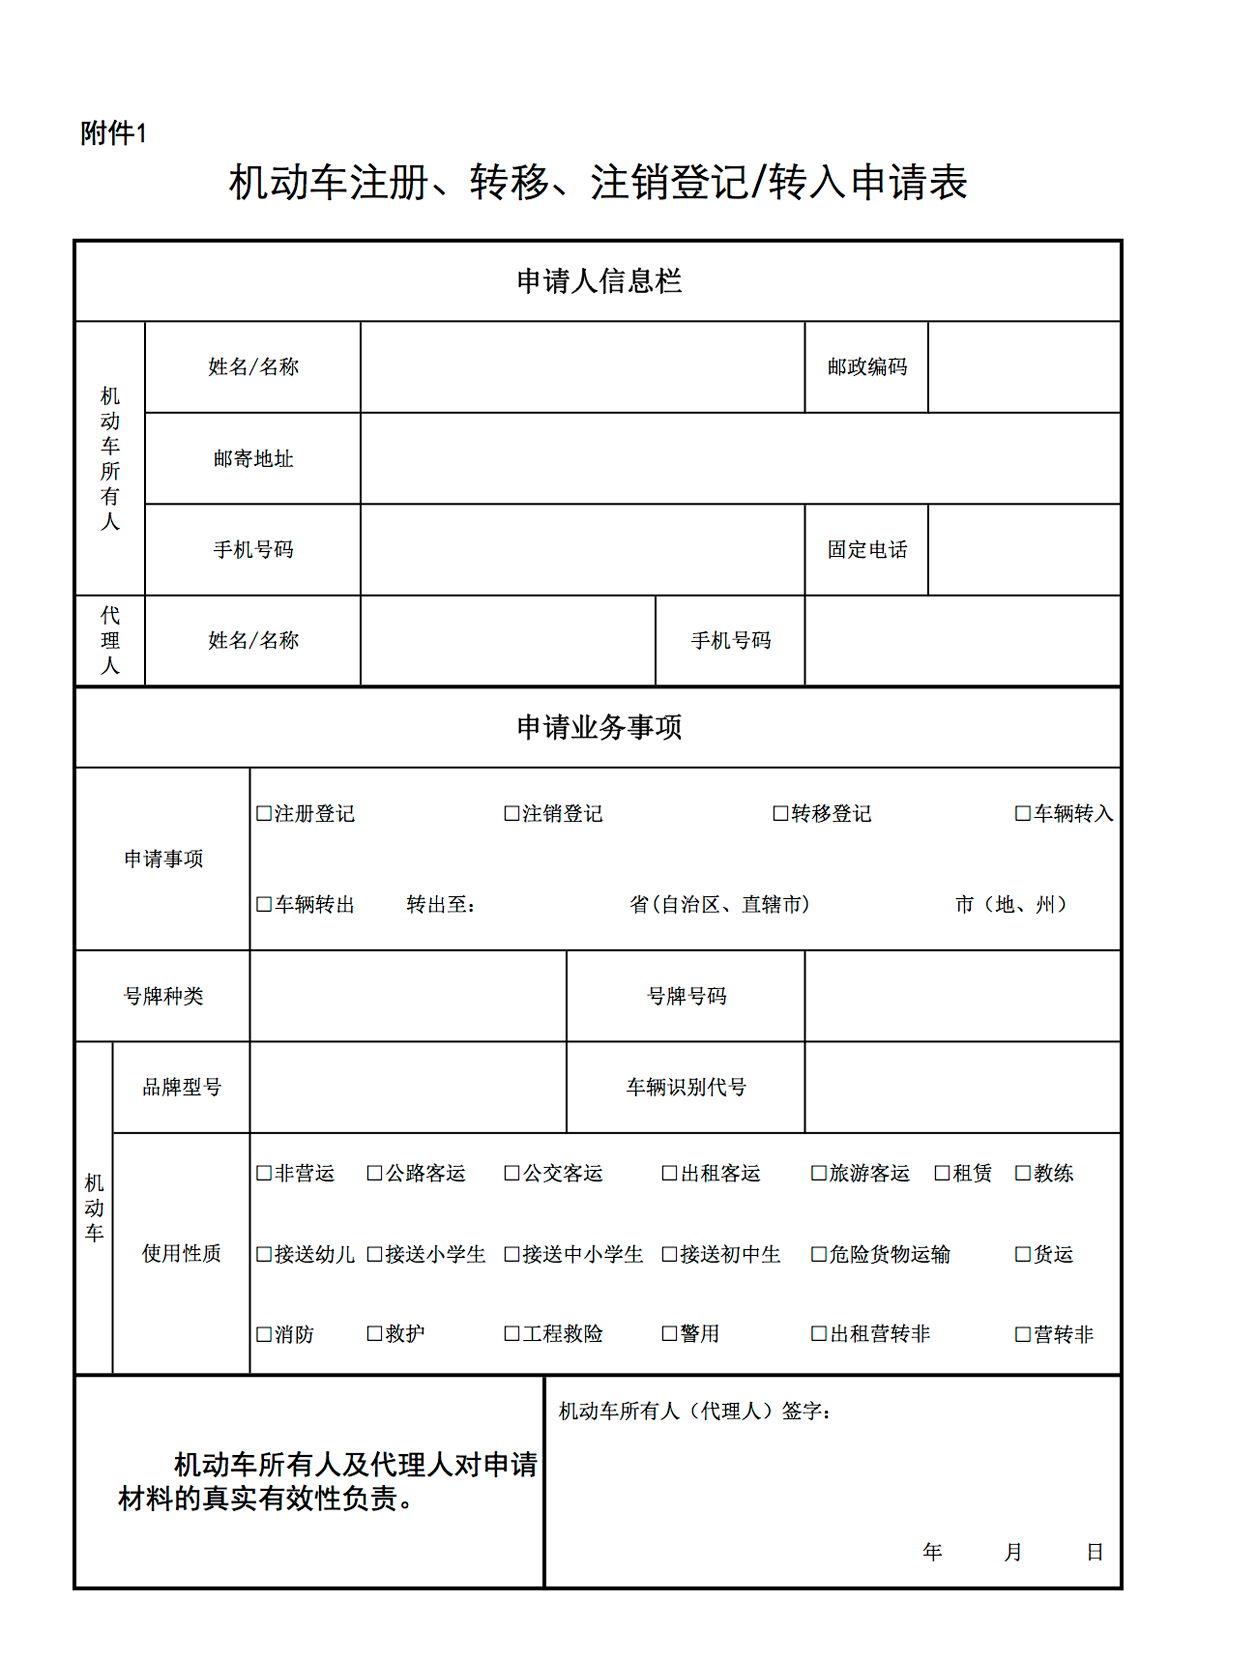 附件1
机动车注册、转移、注销登记/转入申请表
申请人信息栏
机动车所有人
姓名/名称
邮政编码
邮寄地址
手机号码
固定电话
代理人
姓名/名称
手机号码
申请业务事项
申请事项
□注册登记 □注销登记 □转移登记 □车辆转入
□车辆转出 转出至: 省(自治区、直辖市) 市（地、州）
号牌种类
号牌号码
机动车
品牌型号
车辆识别代号
使用性质
□非营运 □公路客运 □公交客运 □出租客运 □旅游客运 □租赁 □教练
□接送幼儿 □接送小学生 □接送中小学生 □接送初中生 □危险货物运输 □货运
□消防 □救护 □工程救险 □警用 □出租营转非 □营转非
机动车所有人及代理人对申请
材料的真实有效性负责。
机动车所有人（代理人）签字:
年 月 日